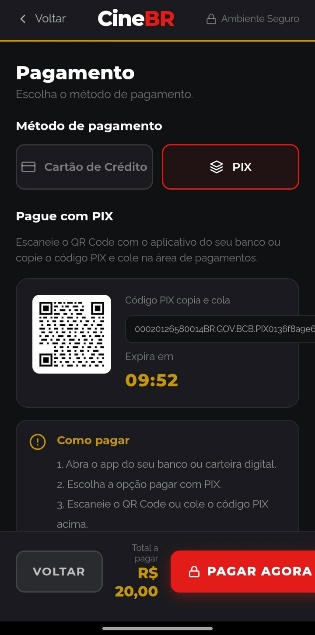 Voltar
CineBR
Ambiente Seguro
Pagamento
Escolha o método de pagamento.
Método de pagamento
Cartão de Crédito
PIX
Pague com PIX
Escaneie o QR Code com o aplicativo do seu banco ou
copie o código PIX e cole na área de pagamentos.
Código PIX copia e cola
00020126580014BR.GOV.BCB.PIX0136f8a9e6
Expira em
09:52
Como pagar
1. Abra o app do seu banco ou carteira digital.
2. Escolha a opção pagar com PIX.
3. Escaneie o QR Code ou cole o código PIX
acima.
VOLTAR
Total a
pagar
R$
20,00
PAGAR AGORA